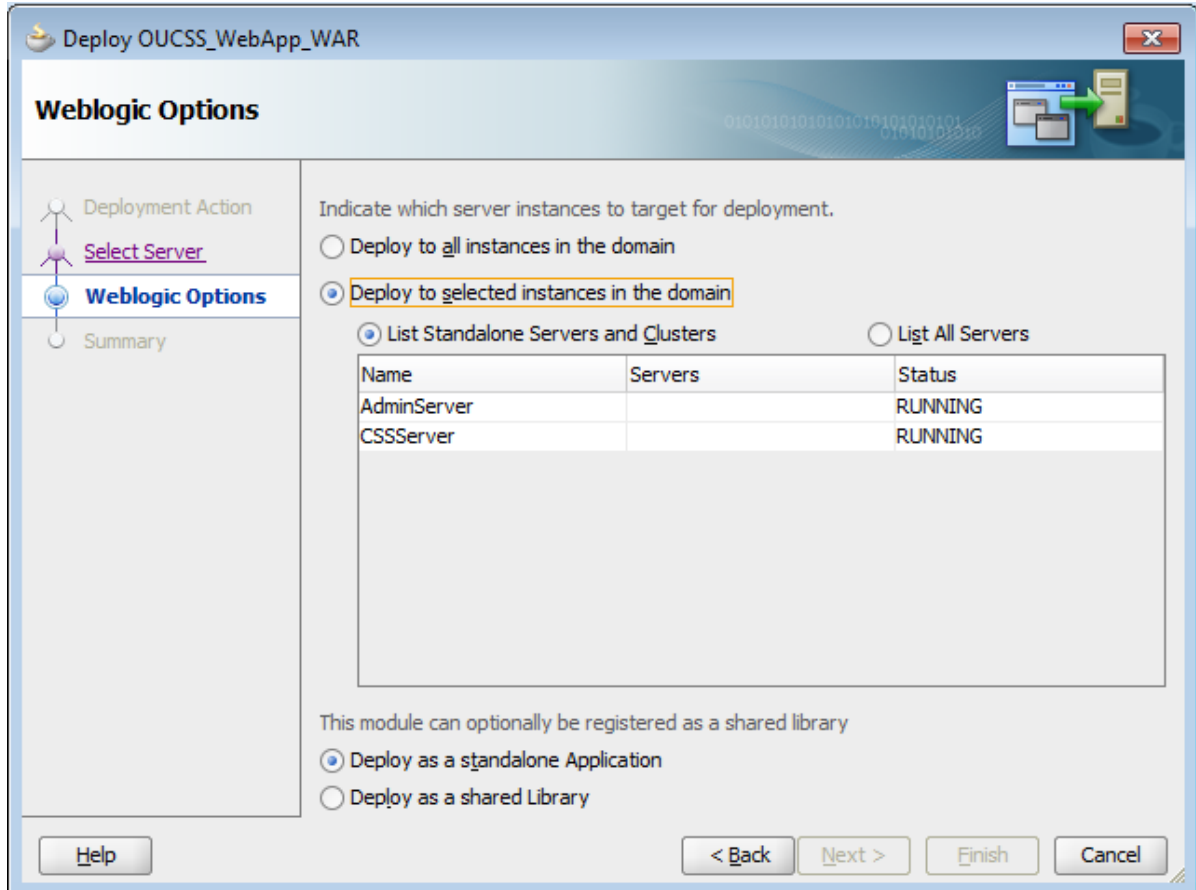 Deploy OUCSS_WebApp_WAR
Weblogic Options
Deployment Action
Select Server
Weblogic Options
Summary
Indicate which server instances to target for deployment.
Deploy to all instances in the domain
Deploy to selected instances in the domain
List Standalone Servers and Clusters List All Servers
Name Servers Status
AdminServer RUNNING
CSSServer RUNNING
This module can optionally be registered as a shared library
Deploy as a standalone Application
Deploy as a shared Library
Help < Back Next > Finish Cancel